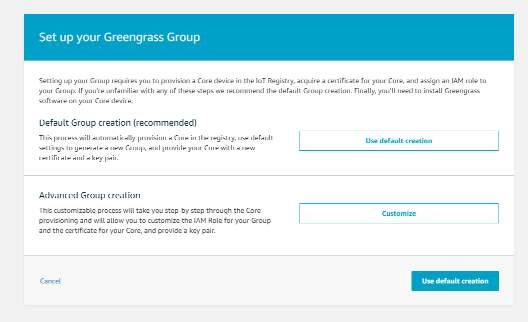 Set up your Greengrass Group
Setting up your Group requires you to provision a Core device in the IoT Registry, acquire a certificate for your Core, and assign an IAM role to
your Group. If you're unfamiliar with any of these steps we recommend the default Group creation. Finally, you'll need to install Greengrass
software on your Core device.
Default Group creation (recommended)
This process will automatically provision a Core in the registry, use default
settings to generate a new Group, and provide your Core with a new
certificate and a key pair.
Use default creation
Advanced Group creation
This customizable process will take you step-by-step through the Core
provisioning and will allow you to customize the IAM Role for your Group
and the certificate for your Core, and provide a key pair.
Customize
Cancel
Use default creation